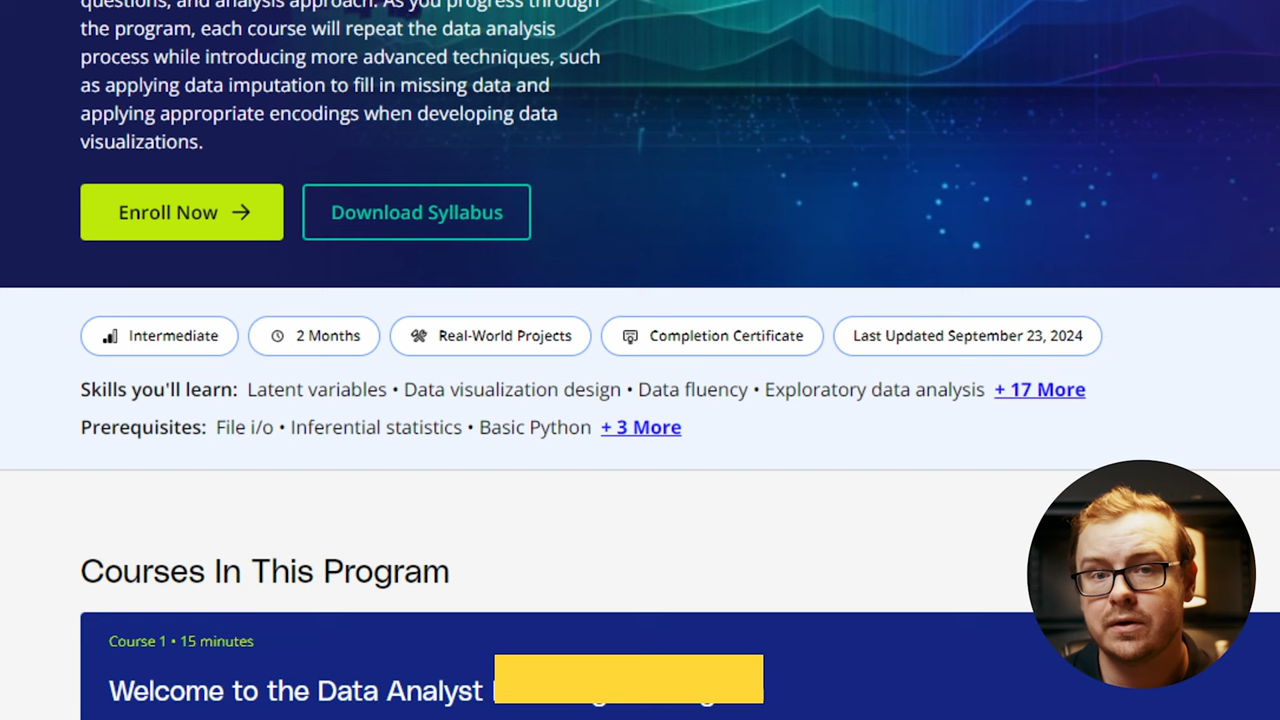 questions, and analysis approach. As you progress through
the program, each course will repeat the data analysis
process while introducing more advanced techniques, such
as applying data imputation to fill in missing data and
applying appropriate encodings when developing data
visualizations.
Enroll Now
Download Syllabus
Intermediate
2 Months
Real-World Projects
Completion Certificate
Last Updated September 23, 2024
Skills you'll learn: Latent variables • Data visualization design • Data fluency • Exploratory data analysis + 17 More
Prerequisites: File i/o • Inferential statistics • Basic Python + 3 More
Courses In This Program
Course 1 • 15 minutes
Welcome to the Data Analyst